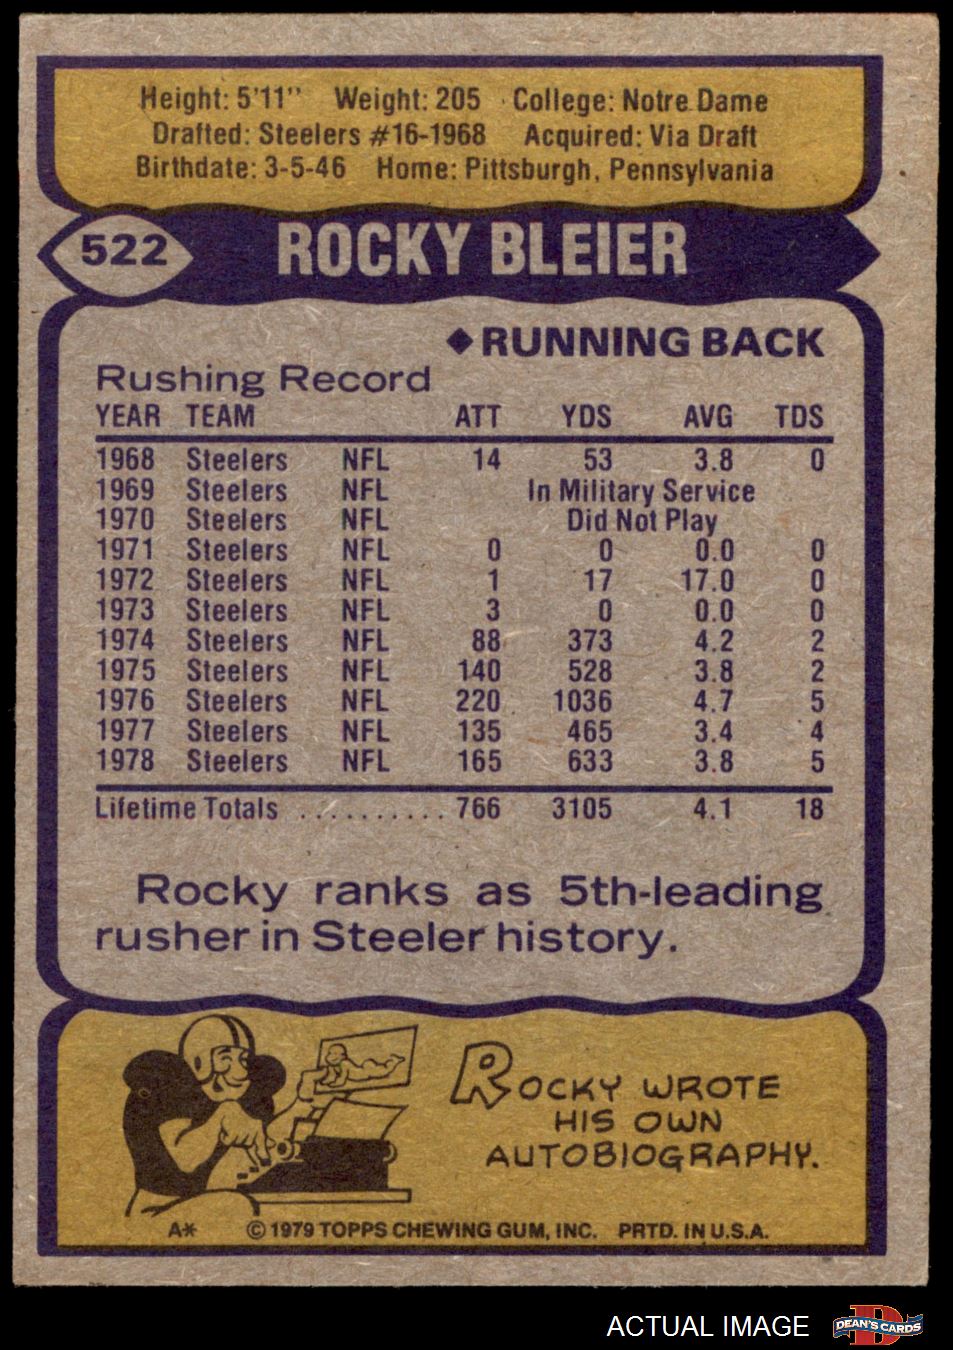 Height: 5'11" Weight: 205 College: Notre Dame
Drafted: Steelers #16-1968 Acquired: Via Draft
Birthdate: 3-5-46 Home: Pittsburgh, Pennsylvania
522 ROCKY BLEIER
◆RUNNING BACK
Rushing Record
YEAR TEAM ATT YDS AVG TDS
1968 Steelers NFL 14 53 3.8 0
1969 Steelers NFL In Military Service
1970 Steelers NFL Did Not Play
1971 Steelers NFL 0 0 0.0 0
1972 Steelers NFL 1 17 17.0 0
1973 Steelers NFL 3 0 0.0 0
1974 Steelers NFL 88 373 4.2 2
1975 Steelers NFL 140 528 3.8 2
1976 Steelers NFL 220 1036 4.7 5
1977 Steelers NFL 135 465 3.4 4
1978 Steelers NFL 165 633 3.8 5
Lifetime Totals .......... 766 3105 4.1 18
Rocky ranks as 5th-leading
rusher in Steeler history.
ROCKY WROTE
HIS OWN
AUTOBIOGRAPHY.
A* © 1979 TOPPS CHEWING GUM, INC. PRTD. IN U.S.A.
ACTUAL IMAGE D DEAN'S CARDS